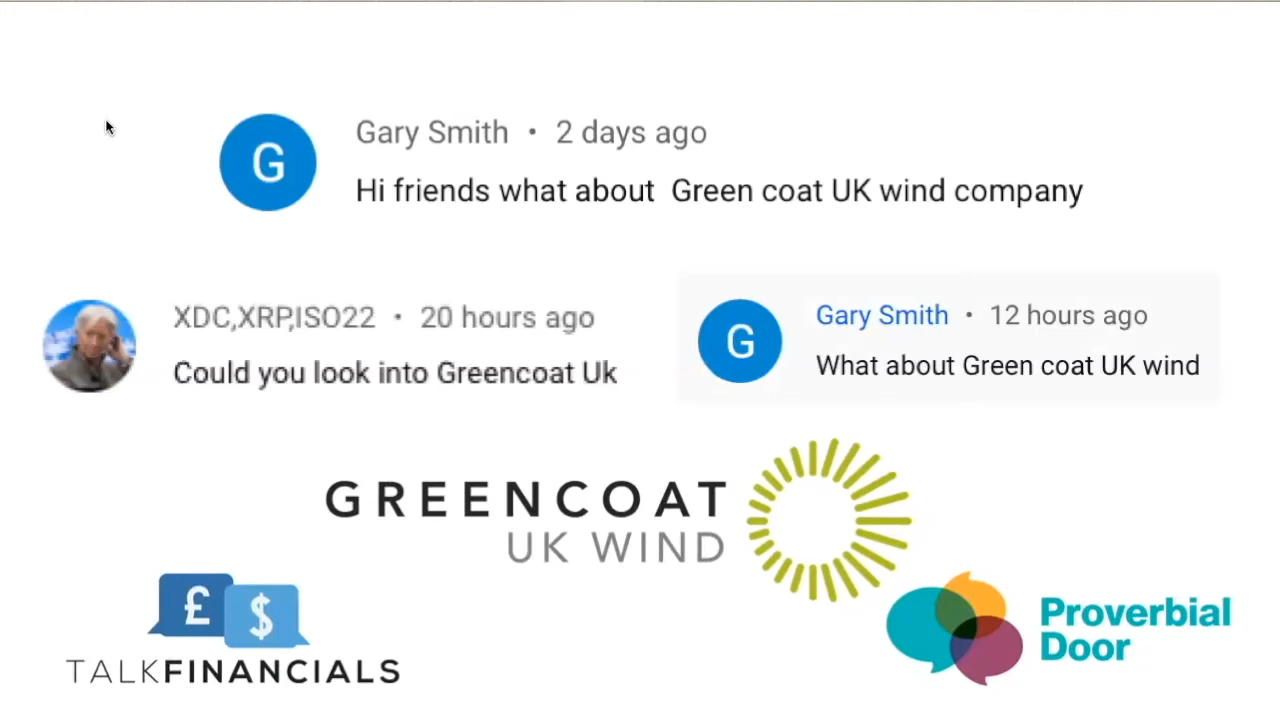 Gary Smith • 2 days ago
G
Hi friends what about Green coat UK wind company
XDC,XRP,ISO22 • 20 hours ago
Could you look into Greencoat Uk
Gary Smith • 12 hours ago
G
What about Green coat UK wind
GREENCOAT
UK WIND
£ $
TALKFINANCIALS
Proverbial
Door